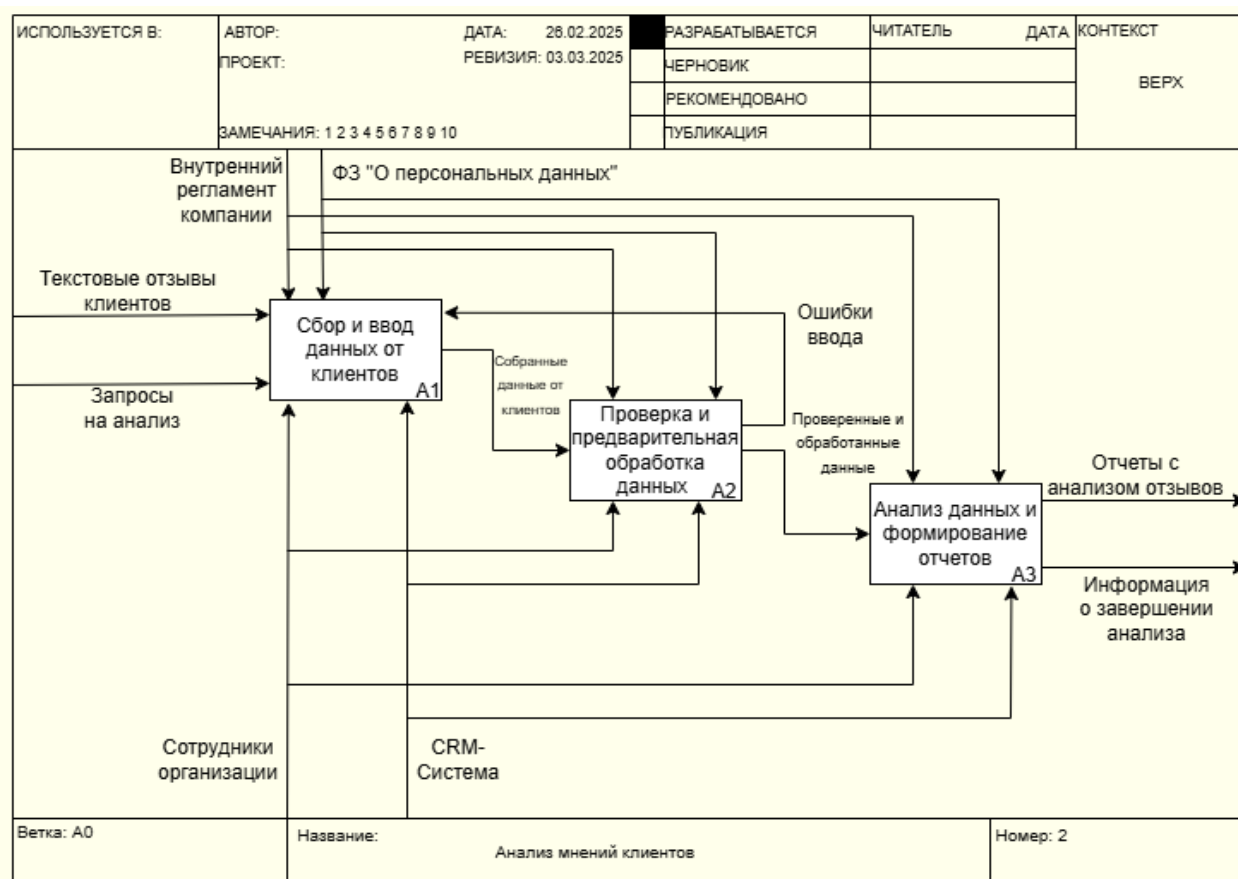 ИСПОЛЬЗУЕТСЯ В:
АВТОР:
ДАТА: 26.02.2025
ПРОЕКТ:
РЕВИЗИЯ: 03.03.2025
ЗАМЕЧАНИЯ: 1 2 3 4 5 6 7 8 9 10
РАЗРАБАТЫВАЕТСЯ
ЧЕРНОВИК
РЕКОМЕНДОВАНО
ПУБЛИКАЦИЯ
ЧИТАТЕЛЬ
ДАТА
КОНТЕКСТ
ВЕРХ
Внутренний
регламент
компании
ФЗ "О персональных данных"
Текстовые отзывы
клиентов
Запросы
на анализ
Сбор и ввод
данных от
клиентов
A1
Собранные
данные от
клиентов
Ошибки
ввода
Проверка и
предварительная
обработка
данных
A2
Проверенные и
обработанные
данные
Анализ данных и
формирование
отчетов
A3
Отчеты с
анализом отзывов
Информация
о завершении
анализа
Сотрудники
организации
CRM-
Система
Ветка: A0
Название:
Анализ мнений клиентов
Номер: 2